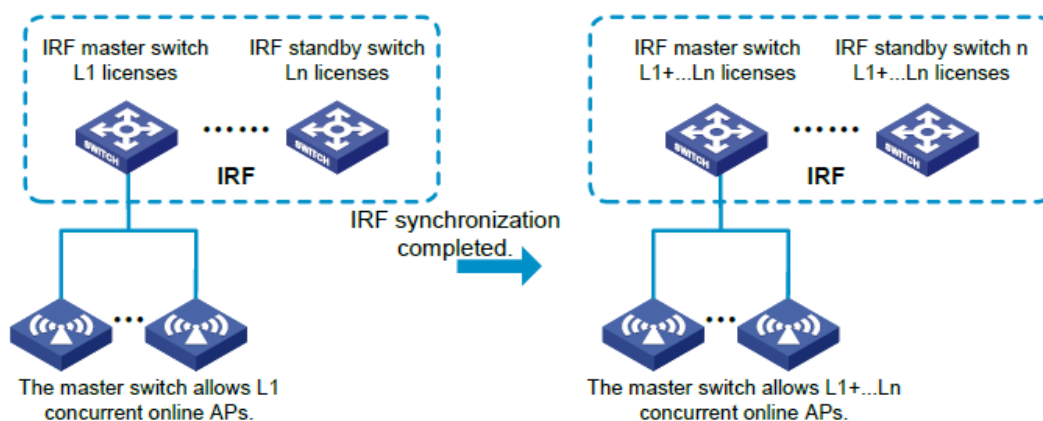 IRF master switch
L1 licenses
IRF standby switch
Ln licenses
SWITCH
......
SWITCH
IRF
...
The master switch allows L1
concurrent online APs.
IRF synchronization
completed.
IRF master switch
L1+...Ln licenses
IRF standby switch n
L1+...Ln licenses
SWITCH
......
SWITCH
IRF
...
The master switch allows L1+...Ln
concurrent online APs.